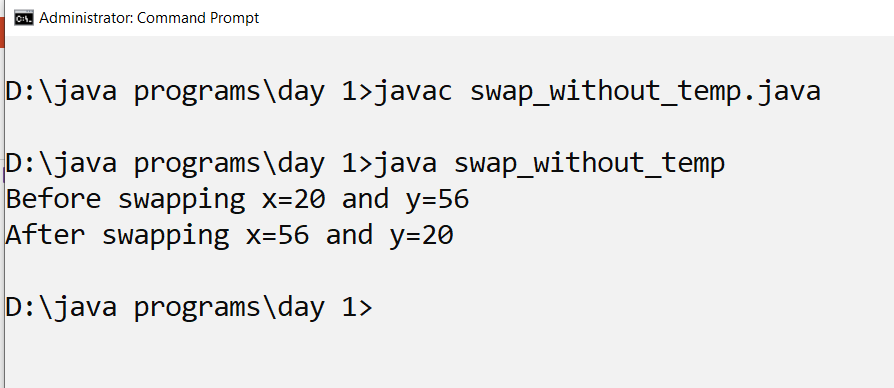 Administrator: Command Prompt
D:\java programs\day 1>javac swap_without_temp.java
D:\java programs\day 1>java swap_without_temp
Before swapping x=20 and y=56
After swapping x=56 and y=20
D:\java programs\day 1>